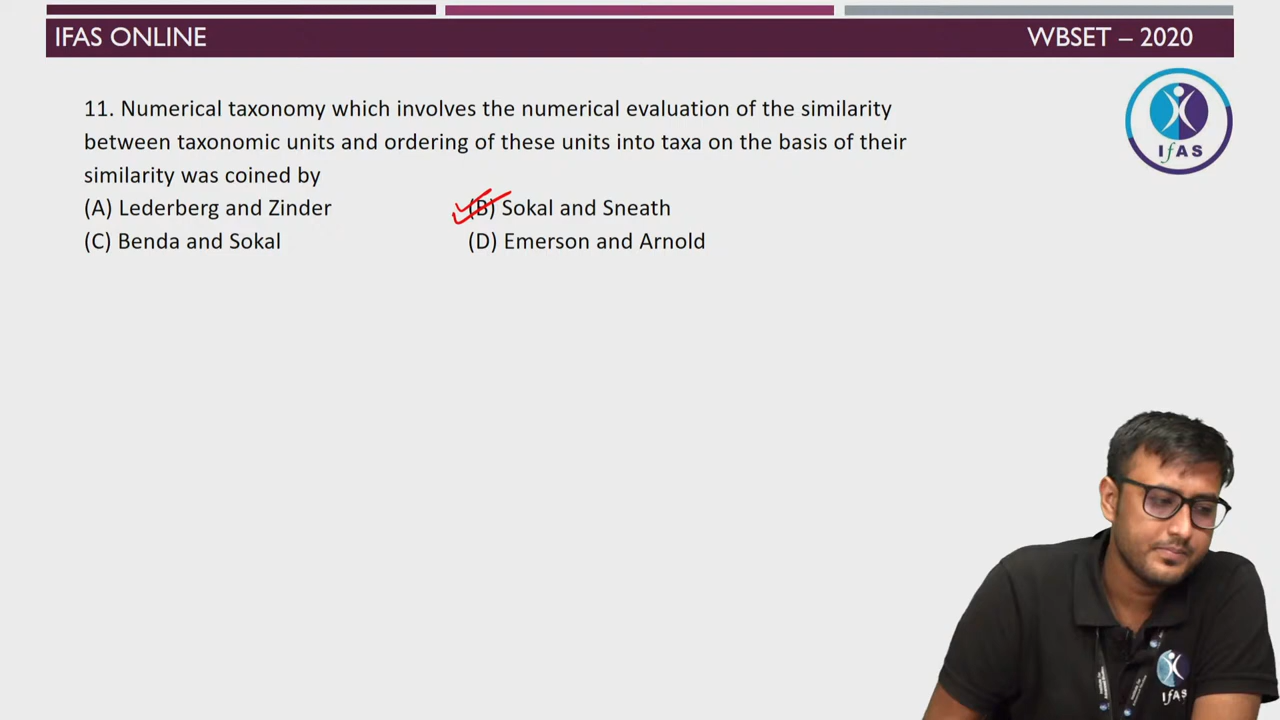 IFAS ONLINE
WBSET – 2020
IfAS
11. Numerical taxonomy which involves the numerical evaluation of the similarity
between taxonomic units and ordering of these units into taxa on the basis of their
similarity was coined by
(A) Lederberg and Zinder (B) Sokal and Sneath
(C) Benda and Sokal (D) Emerson and Arnold
IfAS